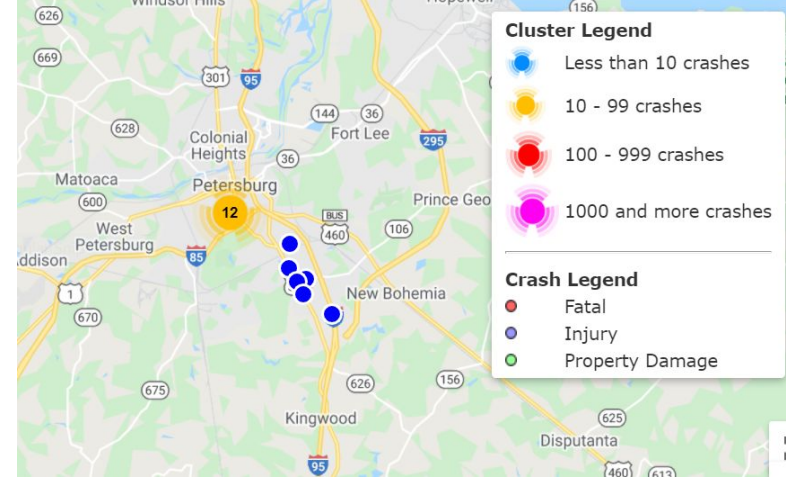 Windsor Hills
Hopewell
626
156
669
301
95
144
36
Fort Lee
295
628
Colonial
Heights
36
Matoaca
Petersburg
600
12
Prince Geo
West
Petersburg
BUS
460
106
ddison
85
1
670
New Bohemia
626
156
675
Kingwood
625
Disputanta
95
460
613
Cluster Legend
Less than 10 crashes
10 - 99 crashes
100 - 999 crashes
1000 and more crashes
Crash Legend
Fatal
Injury
Property Damage